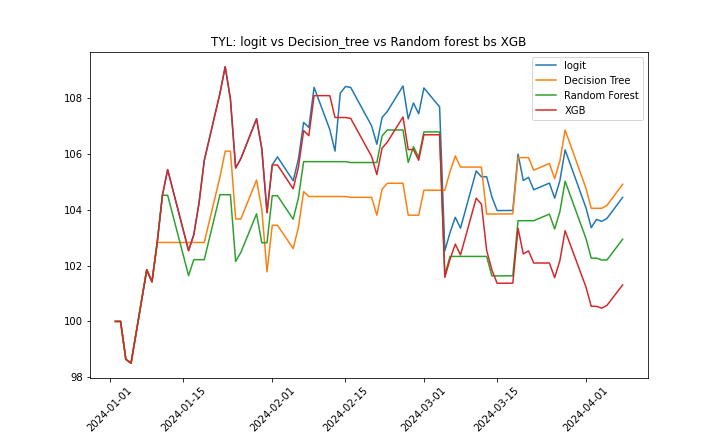 TYL: logit vs Decision_tree vs Random forest bs XGB
logit
Decision Tree
Random Forest
XGB
108
106
104
102
100
98
2024-01-01
2024-01-15
2024-02-01
2024-02-15
2024-03-01
2024-03-15
2024-04-01